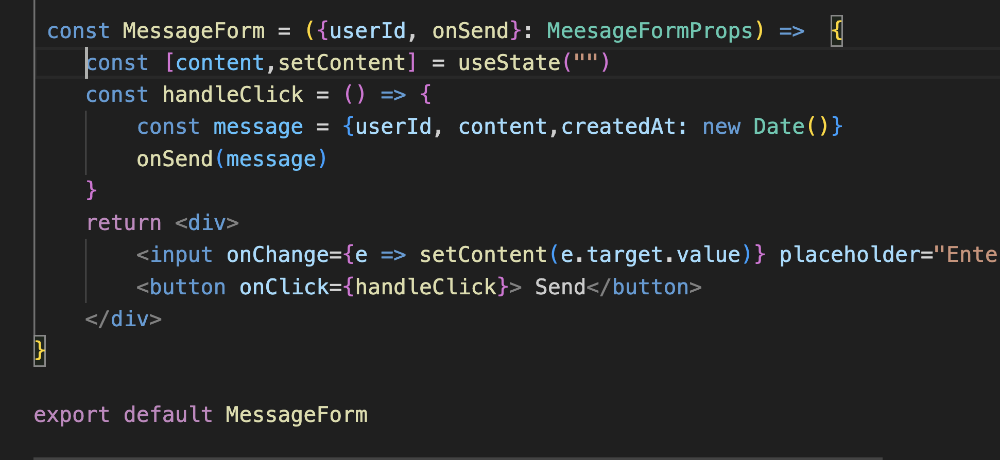 const MessageForm = ({userId, onSend}: MeesageFormProps) =>  {
const [content,setContent] = useState("")
const handleClick = () => {
const message = {userId, content,createdAt: new Date()}
onSend(message)
}
return <div>
<input onChange={e => setContent(e.target.value)} placeholder="Ente
<button onClick={handleClick}> Send</button>
</div>
}
export default MessageForm